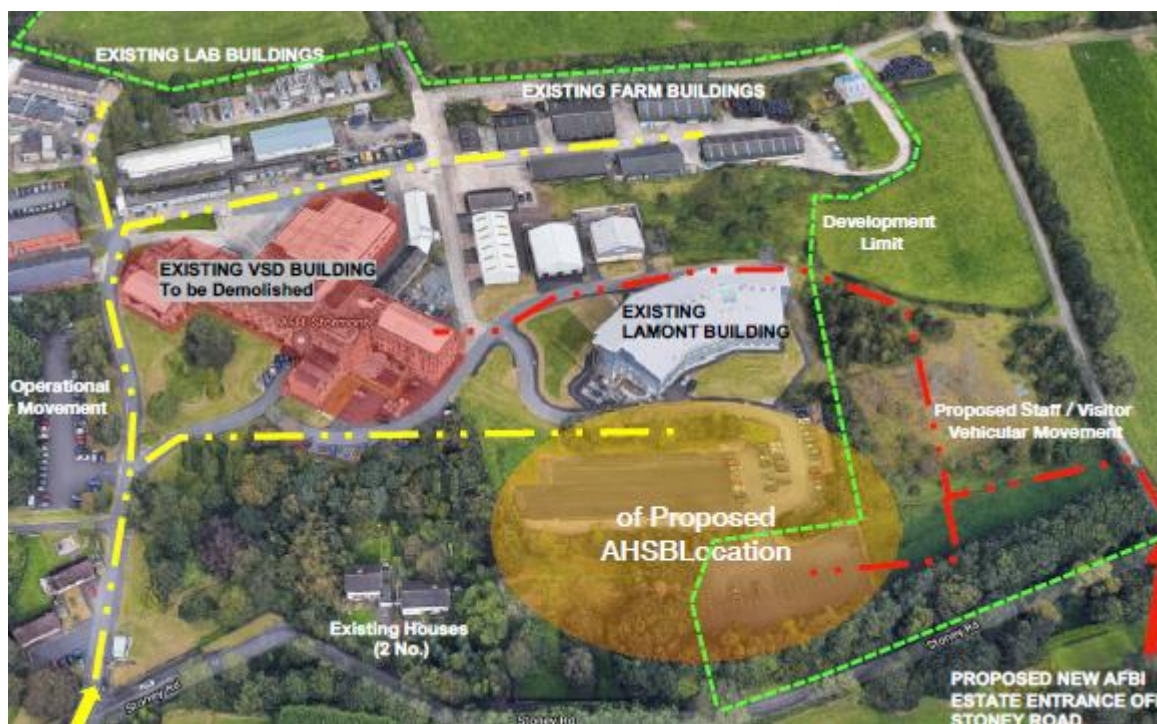 EXISTING LAB BUILDINGS
EXISTING FARM BUILDINGS
Development
Limit
EXISTING VSD BUILDING
To be Demolished
EXISTING
LAMONT BUILDING
Operational
r Movement
Proposed Staff / Visitor
Vehicular Movement
of Proposed
AHSBLocation
Existing Houses
(2 No.)
Stoney Rd
Stoney Rd
Stoney Rd
PROPOSED NEW AFBI
ESTATE ENTRANCE OF
STONEY ROAD